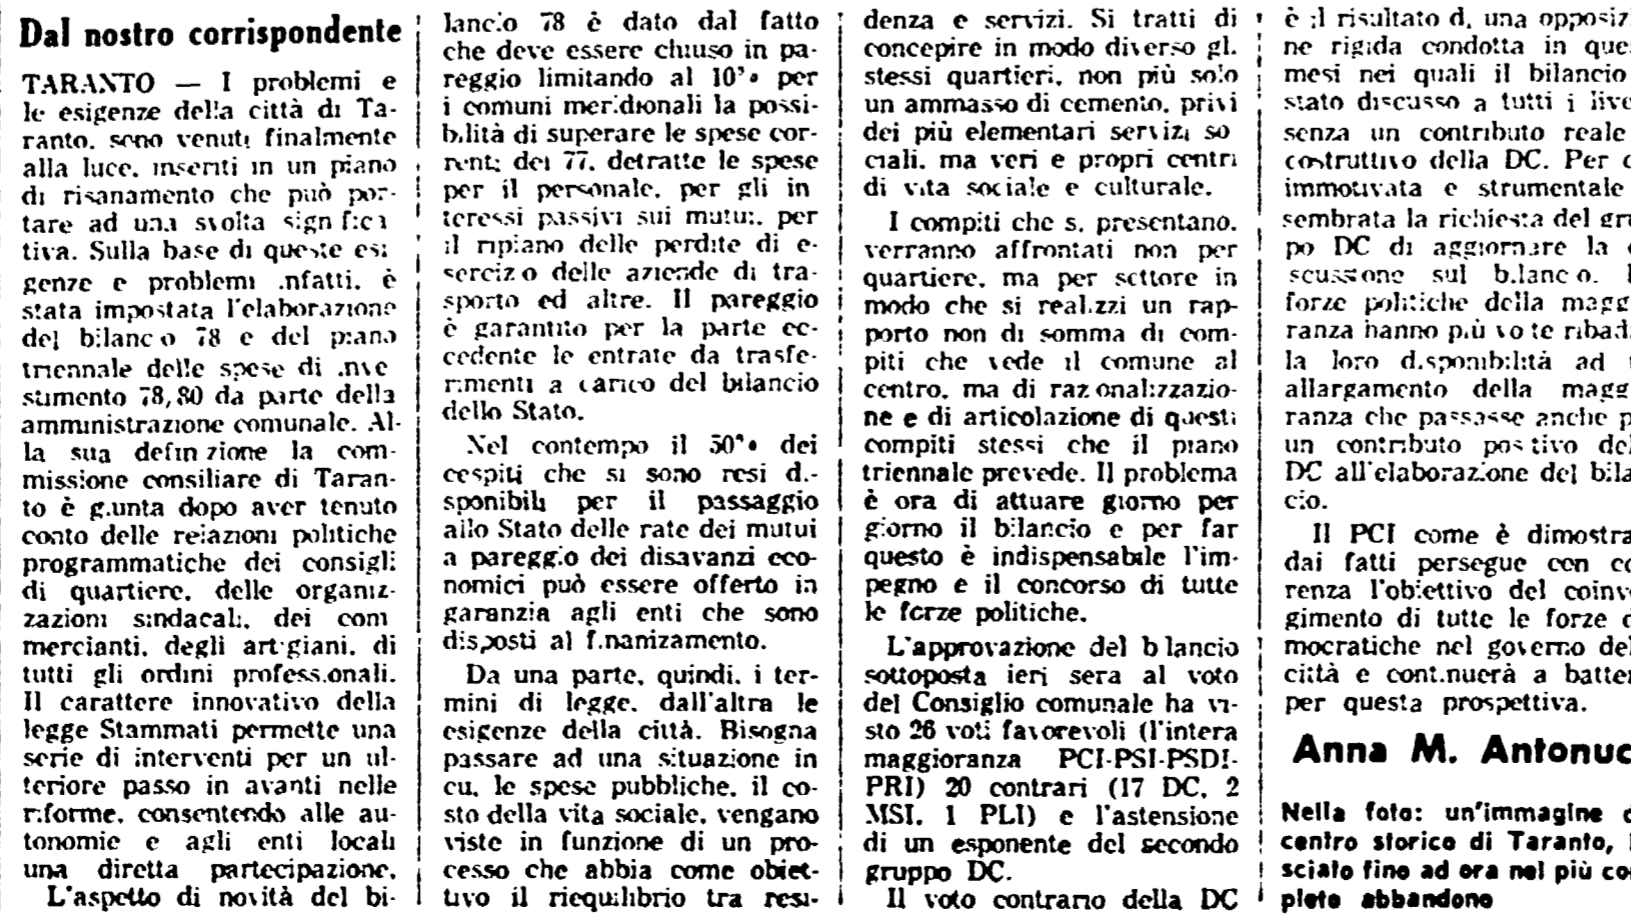 Dal nostro corrispondente
TARANTO — I problemi e
le esigenze della città di Ta-
ranto, sono venuti finalmente
alla luce, inseriti in un piano
di risanamento che può por-
tare ad una svolta significa
tiva. Sulla base di queste esi
genze e problemi infatti, è
stata impostata l'elaborazione
del bilancio 78 e del piano
triennale delle spese di inve
stimento 78,80 da parte della
amministrazione comunale. Al-
la sua definizione la com-
missione consiliare di Taran-
to è giunta dopo aver tenuto
conto delle relazioni politiche
programmatiche dei consigli
di quartiere, delle organiz-
zazioni sindacali, dei com
mercianti, degli artigiani, di
tutti gli ordini professionali.
Il carattere innovativo della
legge Stammati permette una
serie di interventi per un ul-
teriore passo in avanti nelle
riforme, consentendo alle au-
tonomie e agli enti locali
una diretta partecipazione.
L'aspetto di novità del bi-
lancio 78 è dato dal fatto
che deve essere chiuso in pa-
reggio limitando al 10% per
i comuni meridionali la possi-
bilità di superare le spese cor-
renti dei 77, detratte le spese
per il personale, per gli in
teressi passivi sui mutui, per
il ripiano delle perdite di e-
sercizio delle aziende di tra-
sporto ed altre. Il pareggio
è garantito per la parte ec-
cedente le entrate da trasfe-
rimenti a carico del bilancio
dello Stato.
Nel contempo il 50% dei
cespiti che si sono resi di-
sponibili per il passaggio
allo Stato delle rate dei mutui
a pareggio dei disavanzi eco-
nomici può essere offerto in
garanzia agli enti che sono
disposti al finanizamento.
Da una parte, quindi, i ter-
mini di legge, dall'altra le
esigenze della città. Bisogna
passare ad una situazione in
cui le spese pubbliche, il co-
sto della vita sociale, vengano
viste in funzione di un pro-
cesso che abbia come obiet-
tivo il riequilibrio tra resi-
denza e servizi. Si tratti di
concepire in modo diverso gli
stessi quartieri, non più solo
un ammasso di cemento, privi
dei più elementari servizi so
ciali, ma veri e propri centri
di vita sociale e culturale.
I compiti che si presentano,
verranno affrontati non per
quartiere, ma per settore in
modo che si realizzi un rap-
porto non di somma di com-
piti che vede il comune al
centro, ma di razionalizzazio-
ne e di articolazione di questi
compiti stessi che il piano
triennale prevede. Il problema
è ora di attuare giorno per
giorno il bilancio e per far
questo è indispensabile l'im-
pegno e il concorso di tutte
le forze politiche.
L'approvazione del bilancio
sottoposta ieri sera al voto
del Consiglio comunale ha vi-
sto 26 voti favorevoli (l'intera
maggioranza PCI-PSI-PSDI-
PRI) 20 contrari (17 DC, 2
MSI, 1 PLI) e l'astensione
di un esponente del secondo
gruppo DC.
Il voto contrario della DC
è il risultato di una opposizi
ne rigida condotta in que
mesi nei quali il bilancio
stato discusso a tutti i live
senza un contributo reale
costruttivo della DC. Per
immotivata e strumentale
sembrata la richiesta del gru
po DC di aggiornare la
scussione sul bilancio.
forze politiche della magg
ranza hanno più volte ribad
la loro disponibilità ad
allargamento della magg
ranza che passasse anche p
un contributo positivo del
DC all'elaborazione del bila
cio.
Il PCI come è dimostra
dai fatti persegue con co
renza l'obiettivo del coinv
gimento di tutte le forze d
mocratiche nel governo del
città e continuerà a batter
per questa prospettiva.
Anna M. Antonuc
Nella foto: un'immagine d
centro storico di Taranto, l
sciato fino ad ora nel più co
pleto abbandono